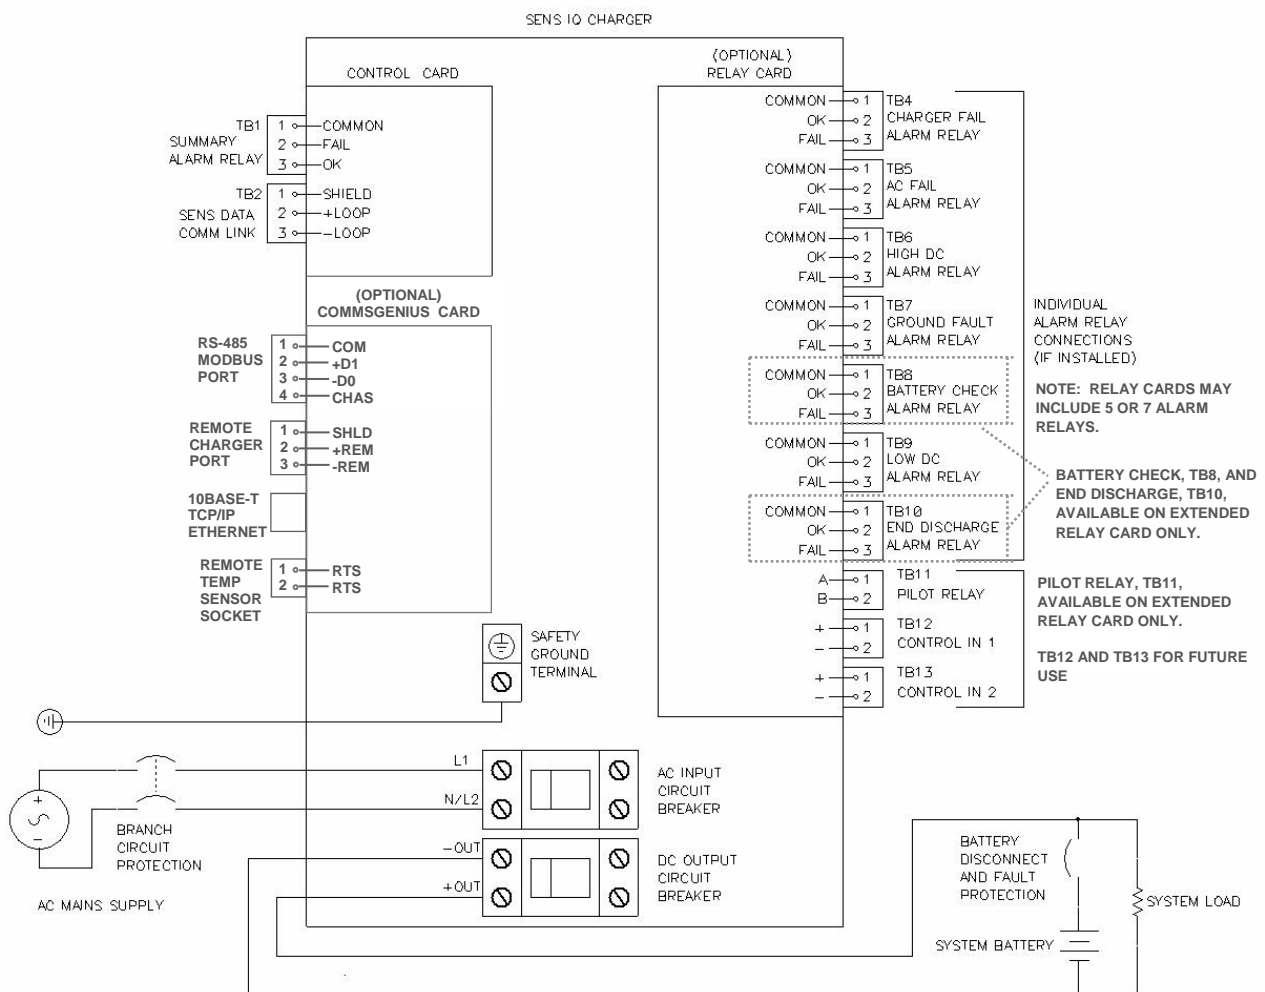 SENS IQ CHARGER
CONTROL CARD
TB1
SUMMARY
ALARM RELAY
1 COMMON
2 FAIL
3 OK
TB2
SENS DATA
COMM LINK
1 SHIELD
2 +LOOP
3 -LOOP
(OPTIONAL)
COMMSGENIUS CARD
RS-485
MODBUS
PORT
1 COM
2 +D1
3 -D0
4 CHAS
REMOTE
CHARGER
PORT
1 SHLD
2 +REM
3 -REM
10BASE-T
TCP/IP
ETHERNET
REMOTE
TEMP
SENSOR
SOCKET
1 RTS
2 RTS
(OPTIONAL)
RELAY CARD
COMMON 1 TB4
OK 2 CHARGER FAIL
FAIL 3 ALARM RELAY
COMMON 1 TB5
OK 2 AC FAIL
FAIL 3 ALARM RELAY
COMMON 1 TB6
OK 2 HIGH DC
FAIL 3 ALARM RELAY
COMMON 1 TB7
OK 2 GROUND FAULT
FAIL 3 ALARM RELAY
COMMON 1 TB8
OK 2 BATTERY CHECK
FAIL 3 ALARM RELAY
COMMON 1 TB9
OK 2 LOW DC
FAIL 3 ALARM RELAY
COMMON 1 TB10
OK 2 END DISCHARGE
FAIL 3 ALARM RELAY
A 1 TB11
B 2 PILOT RELAY
+ 1 TB12
- 2 CONTROL IN 1
+ 1 TB13
- 2 CONTROL IN 2
INDIVIDUAL
ALARM RELAY
CONNECTIONS
(IF INSTALLED)
NOTE: RELAY CARDS MAY
INCLUDE 5 OR 7 ALARM
RELAYS.
BATTERY CHECK, TB8, AND
END DISCHARGE, TB10,
AVAILABLE ON EXTENDED
RELAY CARD ONLY.
PILOT RELAY, TB11,
AVAILABLE ON EXTENDED
RELAY CARD ONLY.
TB12 AND TB13 FOR FUTURE
USE
SAFETY
GROUND
TERMINAL
L1
N/L2
AC INPUT
CIRCUIT
BREAKER
-OUT
+OUT
DC OUTPUT
CIRCUIT
BREAKER
+
-
BRANCH
CIRCUIT
PROTECTION
AC MAINS SUPPLY
BATTERY
DISCONNECT
AND FAULT
PROTECTION
SYSTEM LOAD
SYSTEM BATTERY